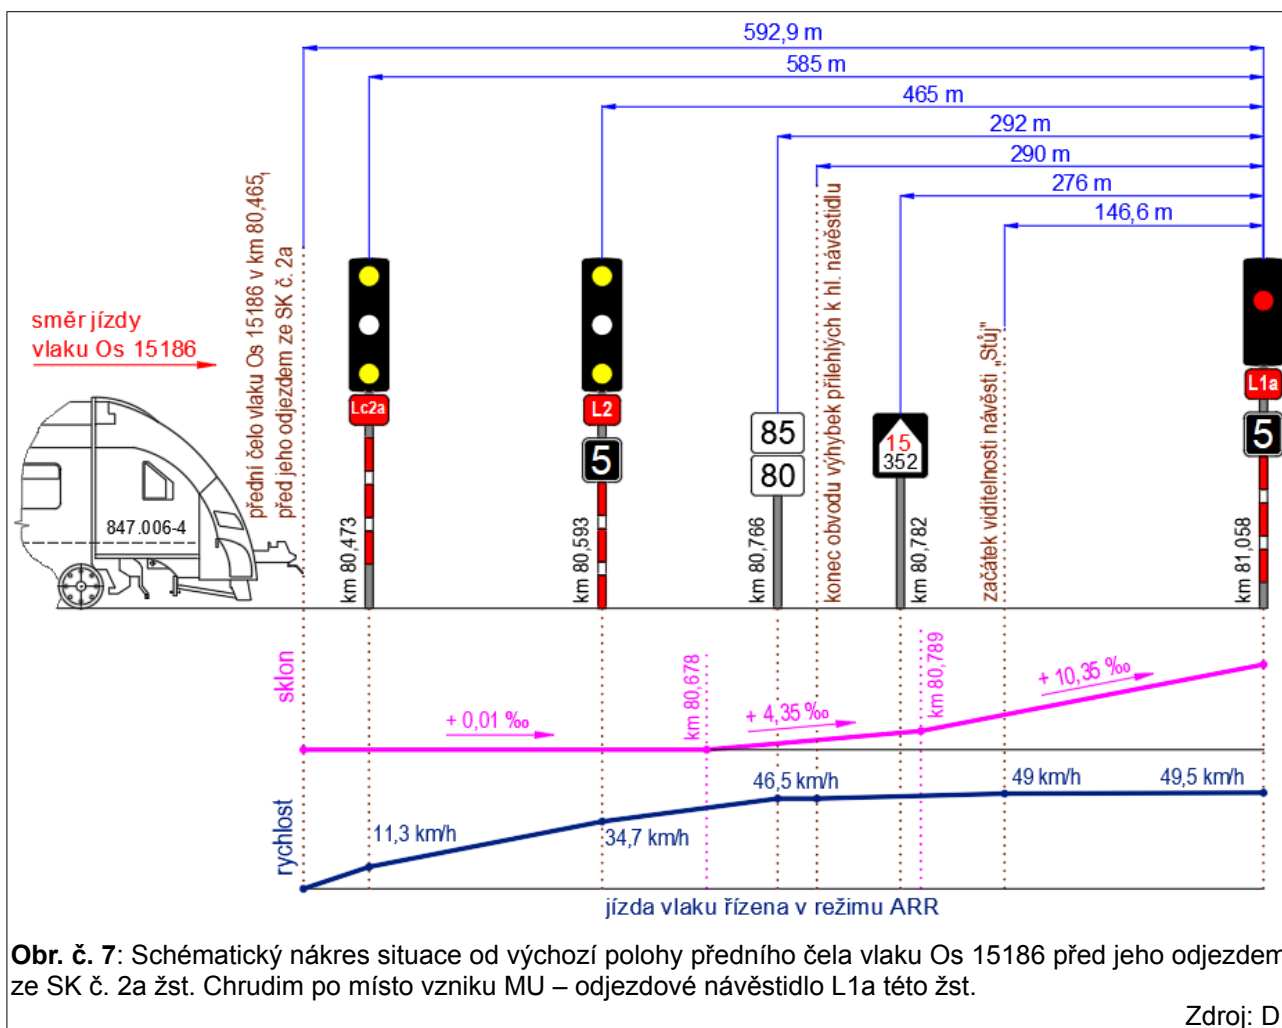 592,9 m
585 m
465 m
292 m
290 m
276 m
146,6 m
směr jízdy
vlaku Os 15186
přední čelo vlaku Os 15186 v km 80,465,1
před jeho odjezdem ze SK č. 2a
konec obvodu výhybek přilehlých k hl. návěstidlu
začátek viditelnosti návěsti „Stůj"
Lc2a
L2
5
85
80
15
352
L1a
5
847.006-4
km 80,473
km 80,593
km 80,766
km 80,782
km 81,058
sklon
+ 0,01 ‰
km 80,678
+ 4,35 ‰
km 80,789
+ 10,35 ‰
rychlost
11,3 km/h
34,7 km/h
46,5 km/h
49 km/h
49,5 km/h
jízda vlaku řízena v režimu ARR
Obr. č. 7: Schématický nákres situace od výchozí polohy předního čela vlaku Os 15186 před jeho odjezdem
ze SK č. 2a žst. Chrudim po místo vzniku MU – odjezdové návěstidlo L1a této žst.
Zdroj: D